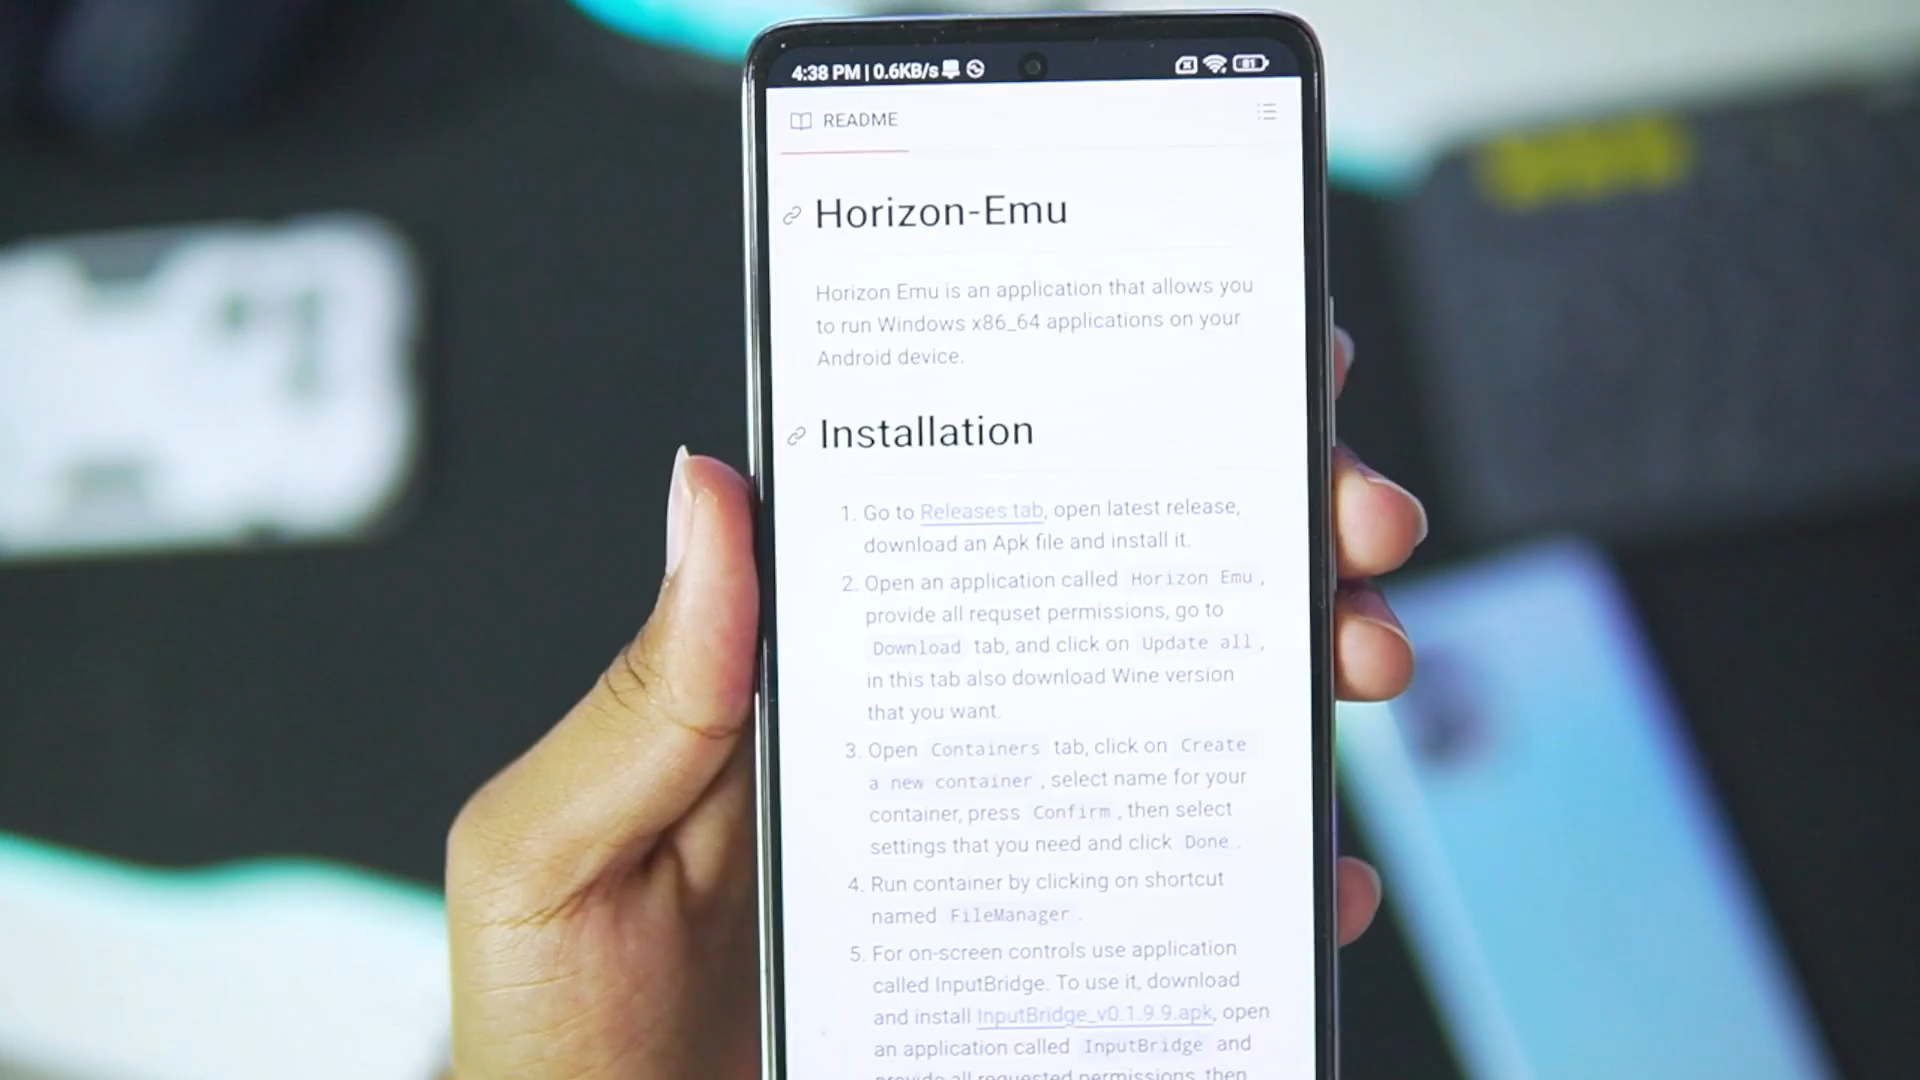 4:38 PM | 0.6KB/s
81
README
Horizon-Emu
Horizon Emu is an application that allows you
to run Windows x86_64 applications on your
Android device.
Installation
1. Go to Releases tab, open latest release,
download an Apk file and install it.
2. Open an application called Horizon Emu,
provide all requset permissions, go to
Download tab, and click on Update all,
in this tab also download Wine version
that you want.
3. Open Containers tab, click on Create
a new container, select name for your
container, press Confirm, then select
settings that you need and click Done.
4. Run container by clicking on shortcut
named FileManager.
5. For on-screen controls use application
called InputBridge. To use it, download
and install InputBridge_v0.1.9.9.apk, open
an application called InputBridge and
provide all requested permissions, then